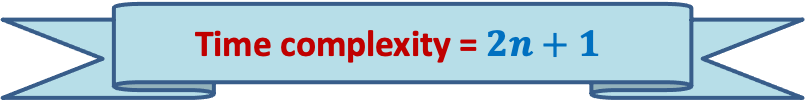 Time complexity = 2n + 1